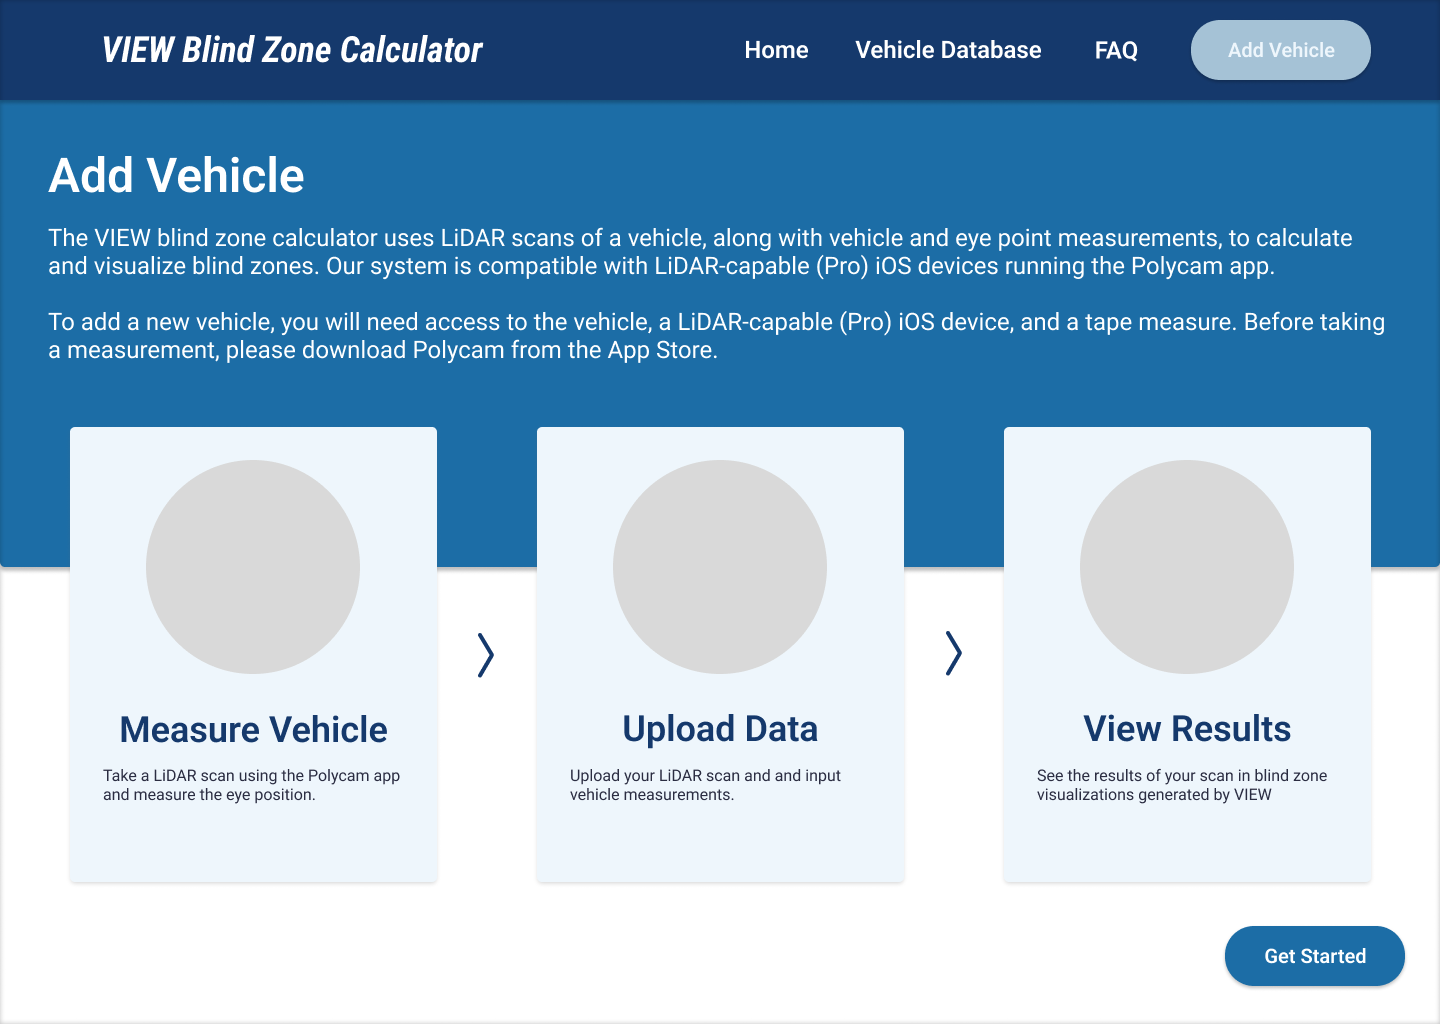 VIEW Blind Zone Calculator
Home
Vehicle Database
FAQ
Add Vehicle
Add Vehicle
The VIEW blind zone calculator uses LiDAR scans of a vehicle, along with vehicle and eye point measurements, to calculate
and visualize blind zones. Our system is compatible with LiDAR-capable (Pro) iOS devices running the Polycam app.
To add a new vehicle, you will need access to the vehicle, a LiDAR-capable (Pro) iOS device, and a tape measure. Before taking
a measurement, please download Polycam from the App Store.
Measure Vehicle
Take a LiDAR scan using the Polycam app
and measure the eye position.
Upload Data
Upload your LiDAR scan and and input
vehicle measurements.
View Results
See the results of your scan in blind zone
visualizations generated by VIEW
Get Started